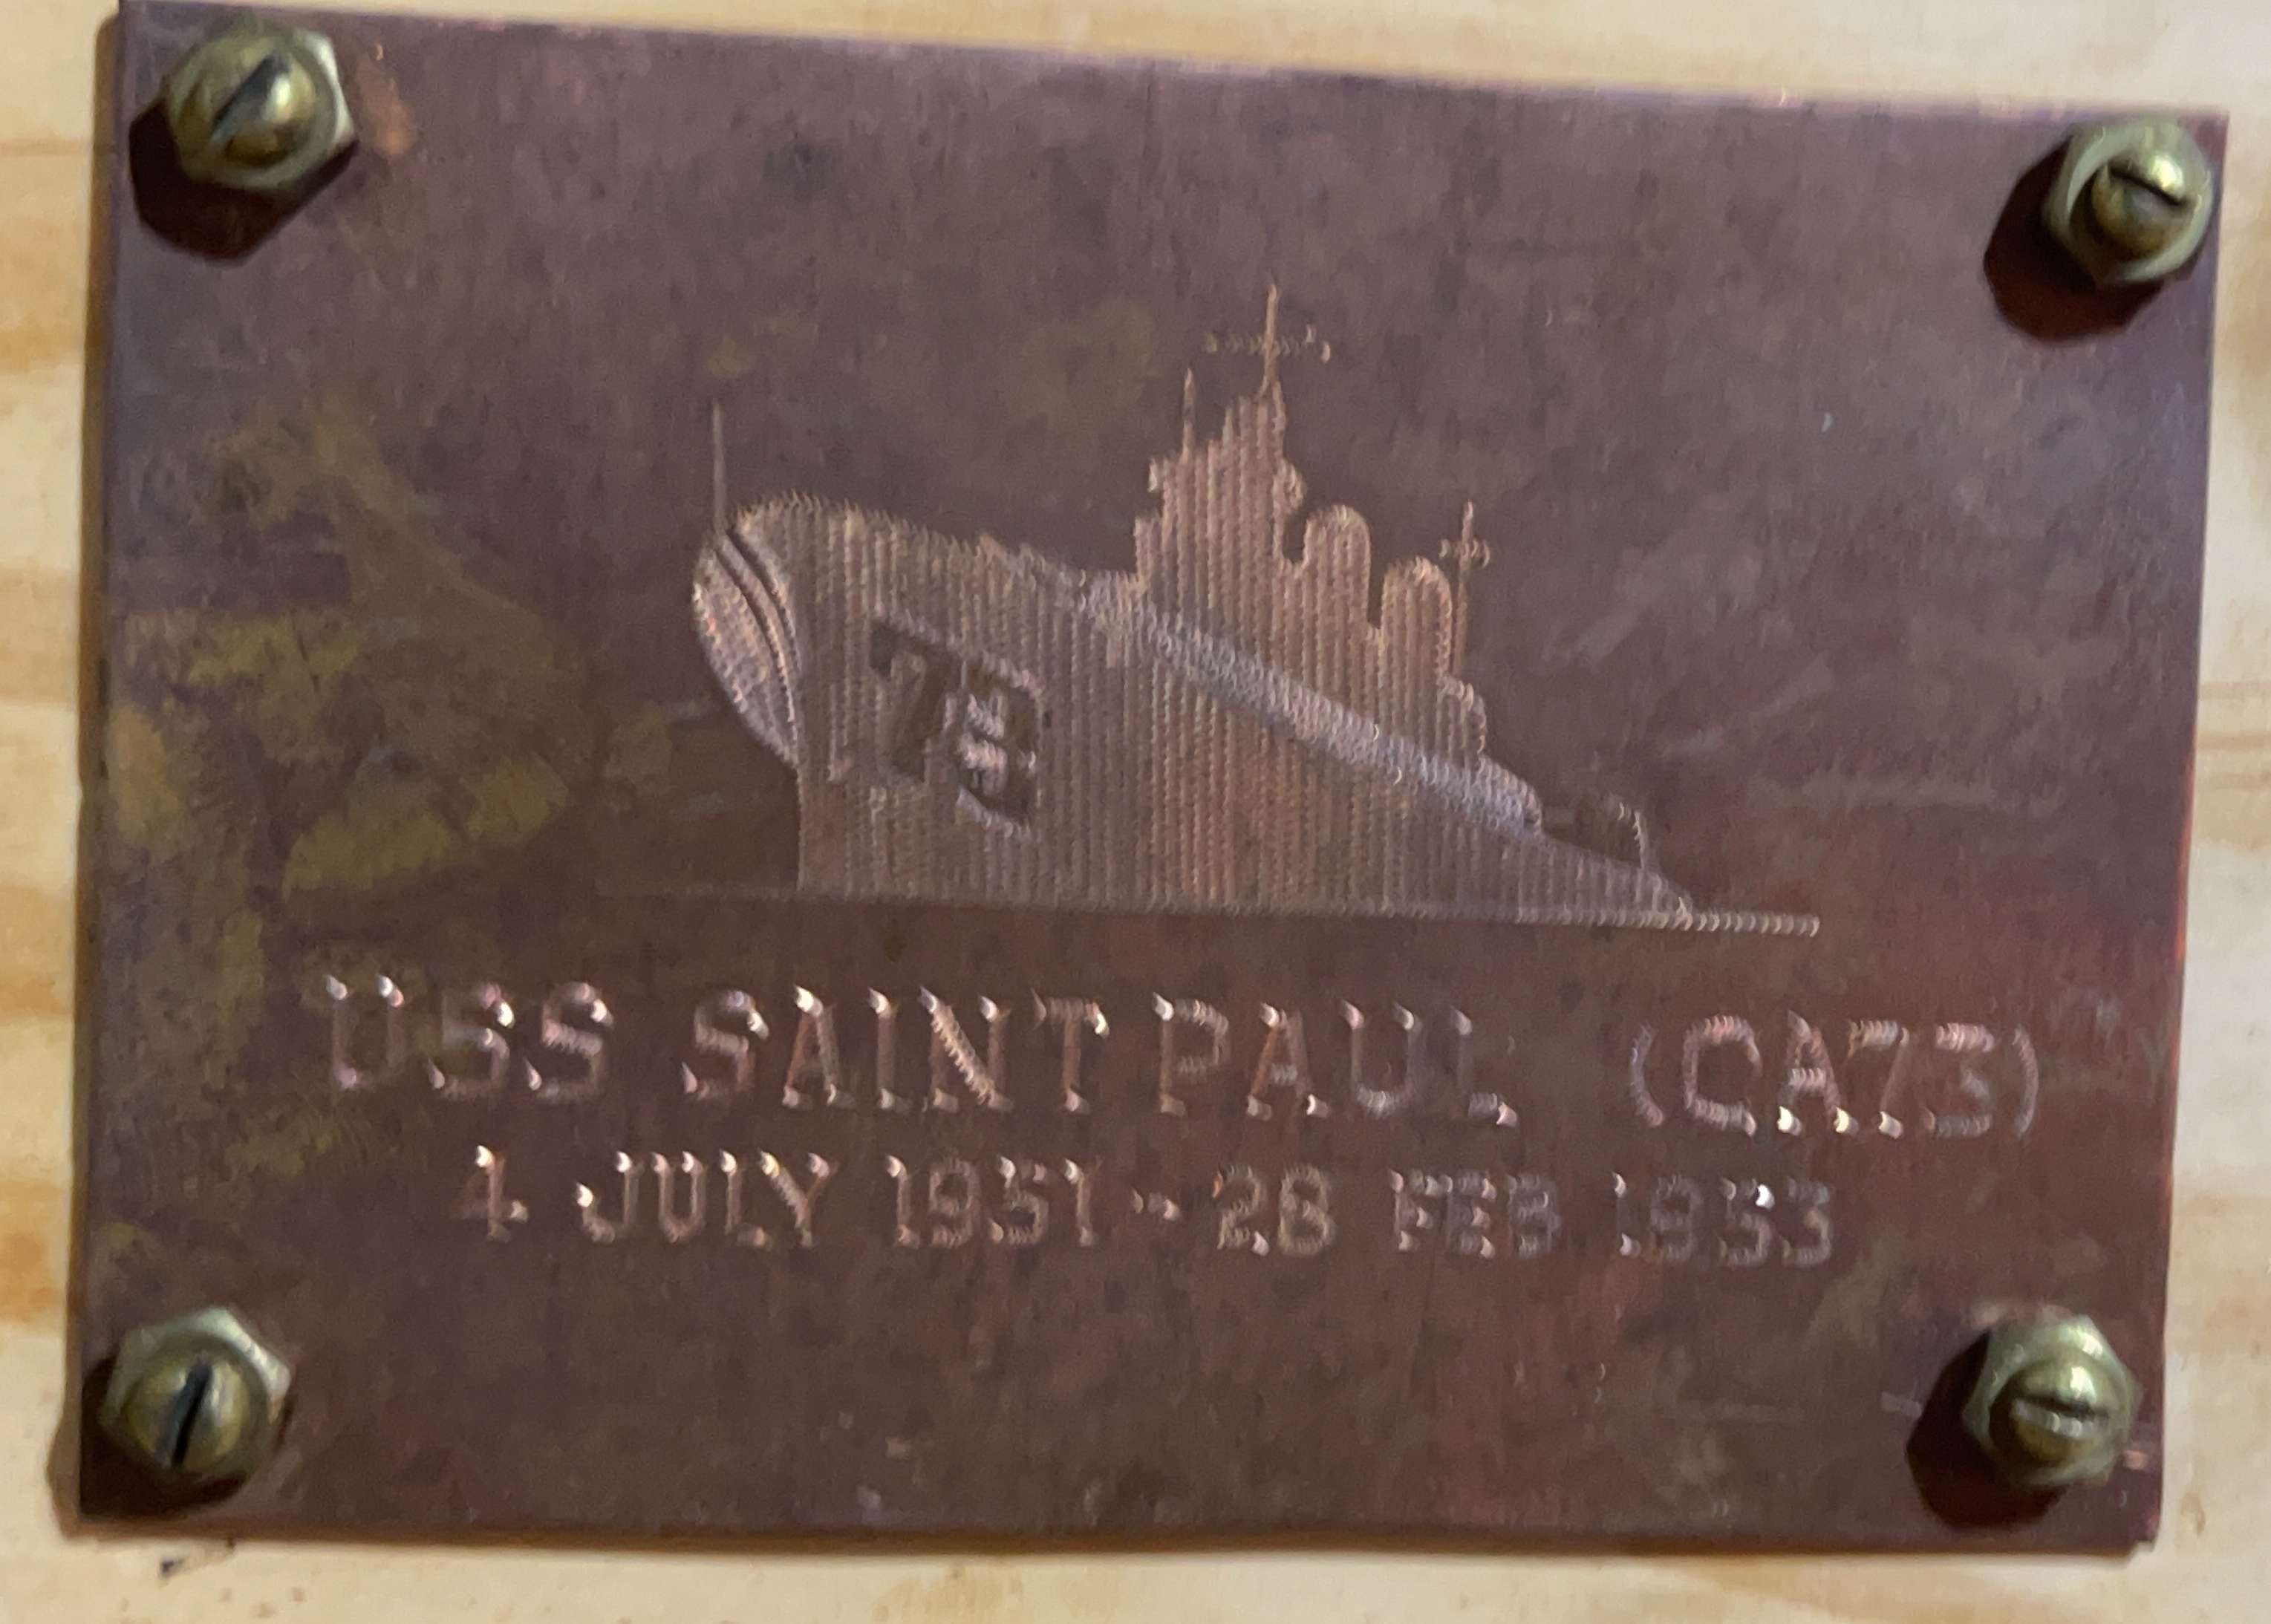 73
USS SAINT PAUL (CA73)
4 JULY 1951 - 28 FEB 1953